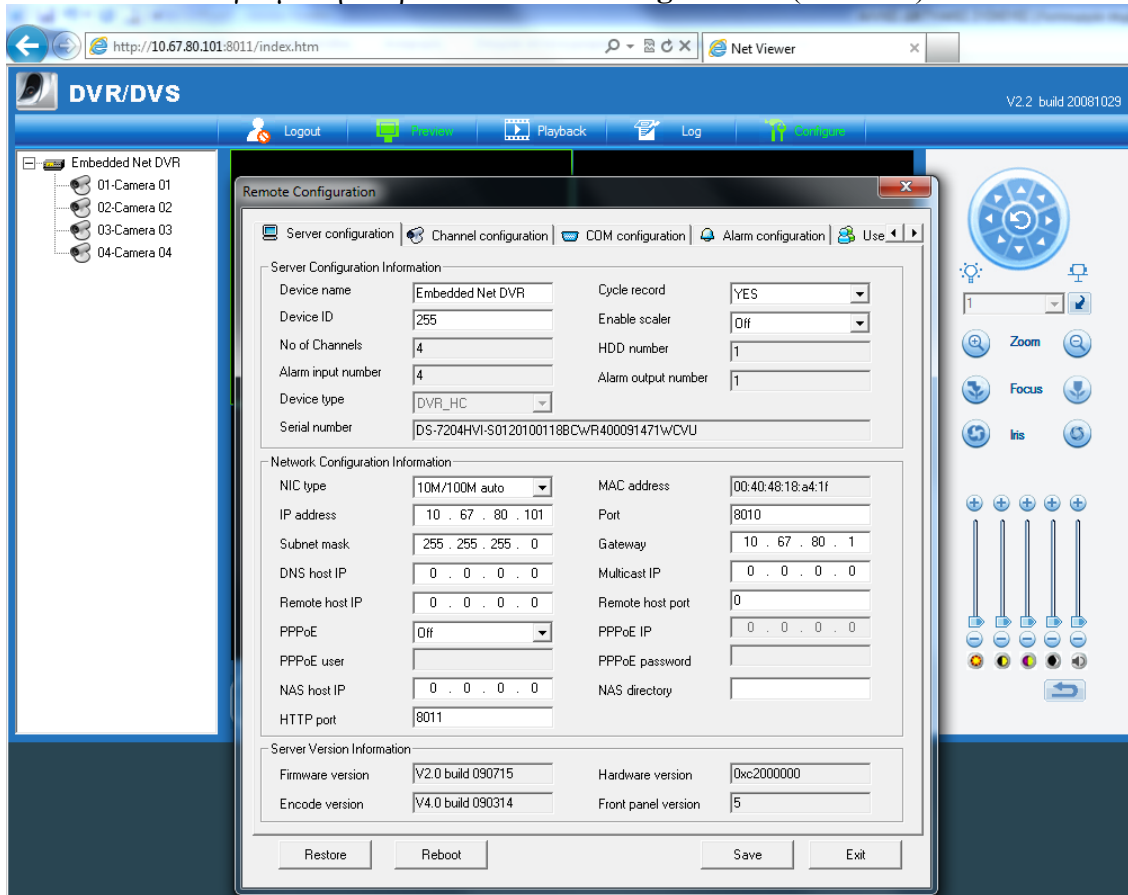 http://10.67.80.101:8011/index.htm
Net Viewer
DVR/DVS
V2.2 build 20081029
Logout Preview Playback Log Configure
Embedded Net DVR
01-Camera 01
02-Camera 02
03-Camera 03
04-Camera 04
Remote Configuration
Server configuration Channel configuration COM configuration Alarm configuration Use
Server Configuration Information
Device name Embedded Net DVR Cycle record YES
Device ID 255 Enable scaler Off
No of Channels 4 HDD number 1
Alarm input number 4 Alarm output number 1
Device type DVR_HC
Serial number DS-7204HVI-S0120100118BCWR400091471WCVU
Network Configuration Information
NIC type 10M/100M auto MAC address 00:40:48:18:a4:1f
IP address 10 . 67 . 80 . 101 Port 8010
Subnet mask 255 . 255 . 255 . 0 Gateway 10 . 67 . 80 . 1
DNS host IP 0 . 0 . 0 . 0 Multicast IP 0 . 0 . 0 . 0
Remote host IP 0 . 0 . 0 . 0 Remote host port 0
PPPoE Off PPPoE IP 0 . 0 . 0 . 0
PPPoE user PPPoE password
NAS host IP 0 . 0 . 0 . 0 NAS directory
HTTP port 8011
Server Version Information
Firmware version V2.0 build 090715 Hardware version 0xc2000000
Encode version V4.0 build 090314 Front panel version 5
Restore Reboot Save Exit
1
Zoom
Focus
Iris